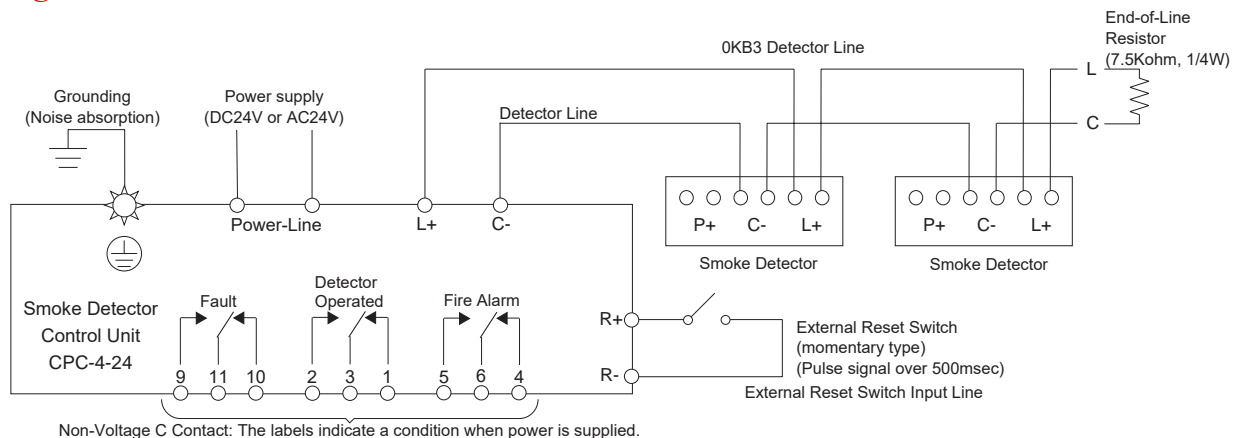 End-of-Line
Resistor
(7.5Kohm, 1/4W)
0KB3 Detector Line
L
Grounding
(Noise absorption)
Power supply
(DC24V or AC24V)
Detector Line
C
P+ C- L+
P+ C- L+
Power-Line
L+
C-
Smoke Detector
Smoke Detector
Smoke Detector
Control Unit
CPC-4-24
Fault
Detector
Operated
Fire Alarm
R+
R-
External Reset Switch
(momentary type)
(Pulse signal over 500msec)
External Reset Switch Input Line
9 11 10 2 3 1 5 6 4
Non-Voltage C Contact: The labels indicate a condition when power is supplied.